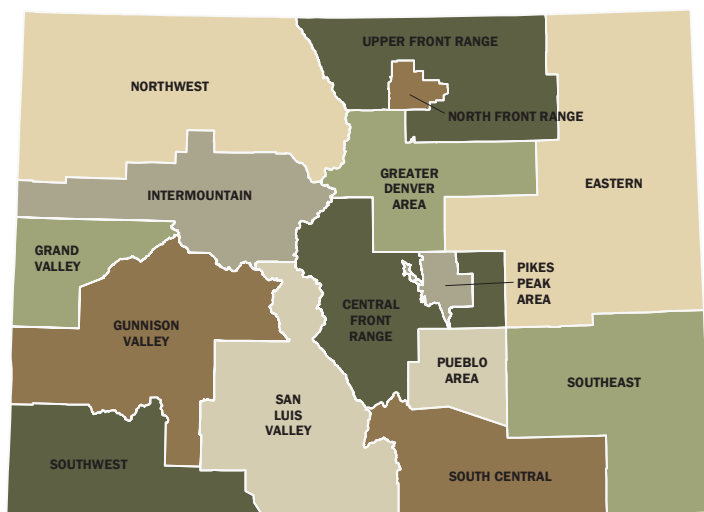 UPPER FRONT RANGE
NORTHWEST
NORTH FRONT RANGE
GREATER
DENVER
AREA
EASTERN
INTERMOUNTAIN
GRAND
VALLEY
PIKES
PEAK
AREA
CENTRAL
FRONT
RANGE
GUNNISON
VALLEY
PUEBLO
AREA
SOUTHEAST
SAN
LUIS
VALLEY
SOUTHWEST
SOUTH CENTRAL